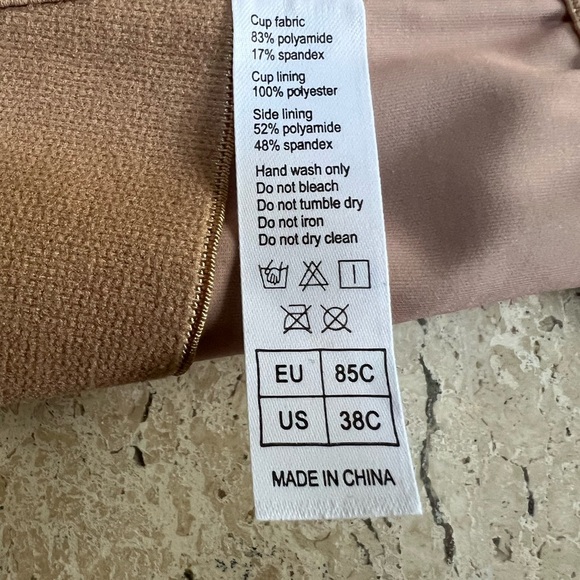 Cup fabric
83% polyamide
17% spandex
Cup lining
100% polyester
Side lining
52% polyamide
48% spandex
Hand wash only
Do not bleach
Do not tumble dry
Do not iron
Do not dry clean
EU 85C
US 38C
MADE IN CHINA